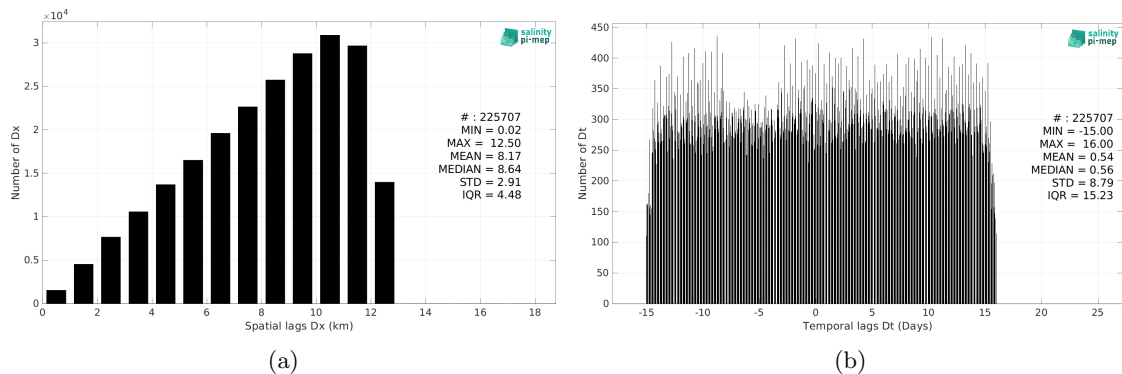 ×10⁴
3
2.5
2
1.5
1
0.5
0
Number of Dx
0 2 4 6 8 10 12 14 16 18
Spatial lags Dx (km)
salinity
pi-mep
# : 225707
MIN = 0.02
MAX = 12.50
MEAN = 8.17
MEDIAN = 8.64
STD = 2.91
IQR = 4.48
(a)
450
400
350
300
250
200
150
100
50
0
Number of Dt
-15 -10 -5 0 5 10 15 20 25
Temporal lags Dt (Days)
salinity
pi-mep
# : 225707
MIN = -15.00
MAX = 16.00
MEAN = 0.54
MEDIAN = 0.56
STD = 8.79
IQR = 15.23
(b)